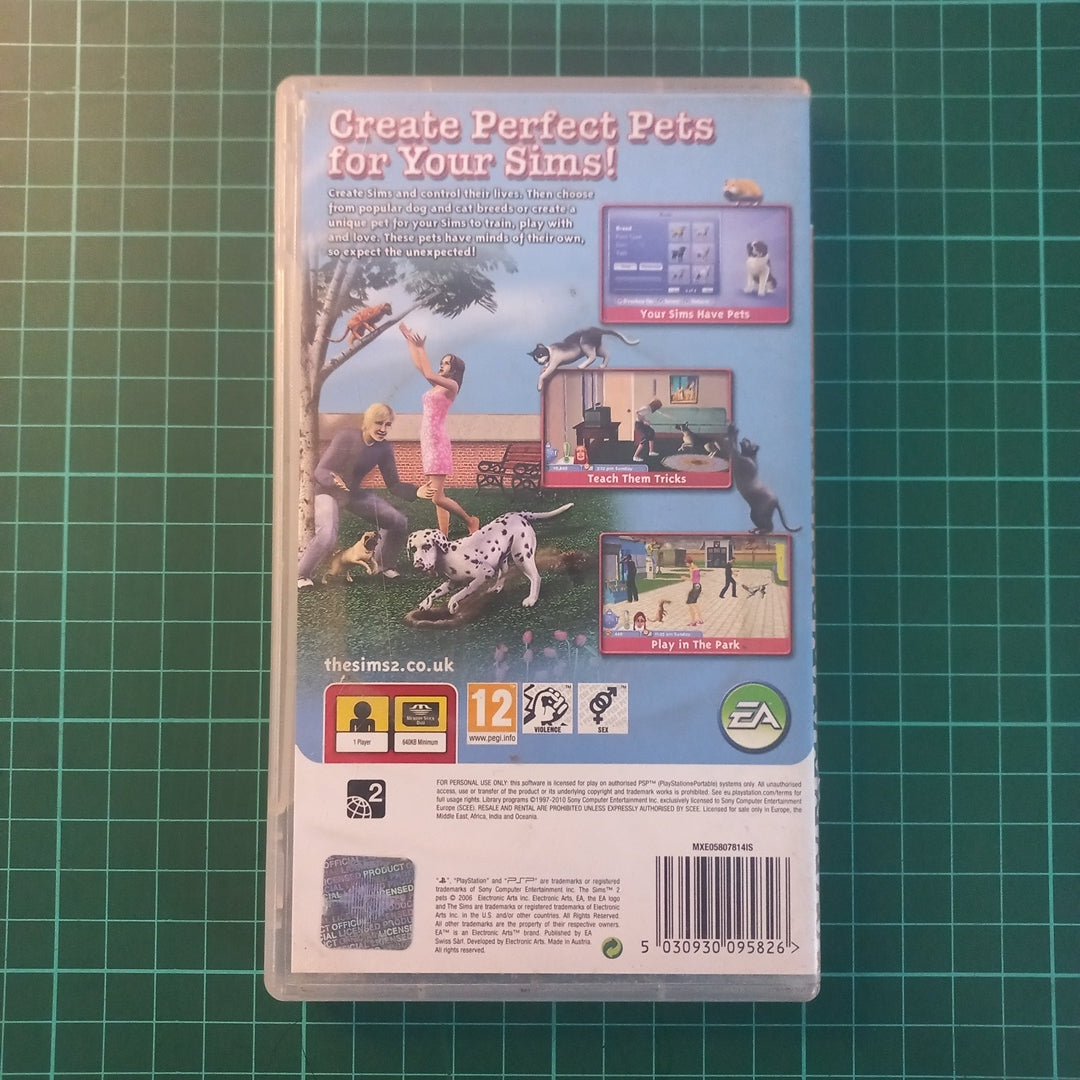 Create Perfect Pets
for Your Sims!
Create Sims and control their lives. Then choose
from popular dog and cat breeds or create a
unique pet for your Sims to train, play with
and love. These pets have minds of their own,
so expect the unexpected!
Breed
Your Sims Have Pets
Teach Them Tricks
Play in The Park
thesims2.co.uk
1 Player
MEMORY STICK
DUO
640KB Minimum
12
www.pegi.info
VIOLENCE
TM
SEX
TM
EA
2
FOR PERSONAL USE ONLY: this software is licensed for play on authorised PSP™ (PlayStation®Portable) systems only. All unauthorised
access, use or transfer of the product or its underlying copyright and trademark works is prohibited. See eu.playstation.com/terms for
full usage rights. Library programs ©1997-2010 Sony Computer Entertainment Inc. exclusively licensed to Sony Computer Entertainment
Europe (SCEE). RESALE AND RENTAL ARE PROHIBITED UNLESS EXPRESSLY AUTHORISED BY SCEE. Licensed for sale only in Europe, the
Middle East, Africa, India and Oceania.
MXE05807814IS
OFFICIAL
LICENSED PRODUCT
", "PlayStation" and "PSP" are trademarks or registered
trademarks of Sony Computer Entertainment Inc. The Sims™ 2
pets © 2006 Electronic Arts Inc. Electronic Arts, EA, the EA logo
and The Sims are trademarks or registered trademarks of Electronic
Arts Inc. in the U.S. and/or other countries. All Rights Reserved.
All other trademarks are the property of their respective owners.
EA™ is an Electronic Arts™ brand. Published by EA
Swiss Sàrl. Developed by Electronic Arts. Made in Austria.
All rights reserved.
5 030930 095826 >